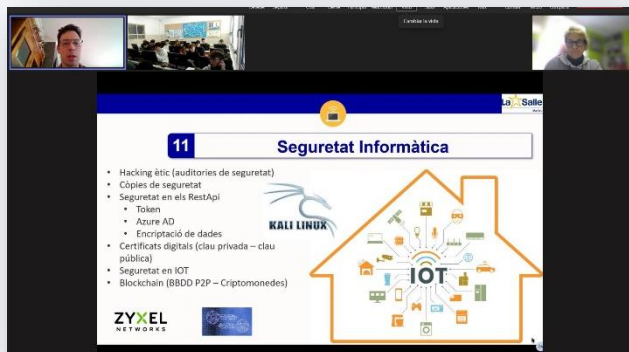 Cambiar la vista
La Salle
11
Seguretat Informàtica
• Hacking ètic (auditories de seguretat)
• Còpies de seguretat
• Seguretat en els RestApi
• Token
• Azure AD
• Encriptació de dades
• Certificats digitals (clau privada – clau
pública)
• Seguretat en IOT
• Blockchain (BBDD P2P – Criptomonedes)
KALI LINUX
IOT
ZYXEL
NETWORKS